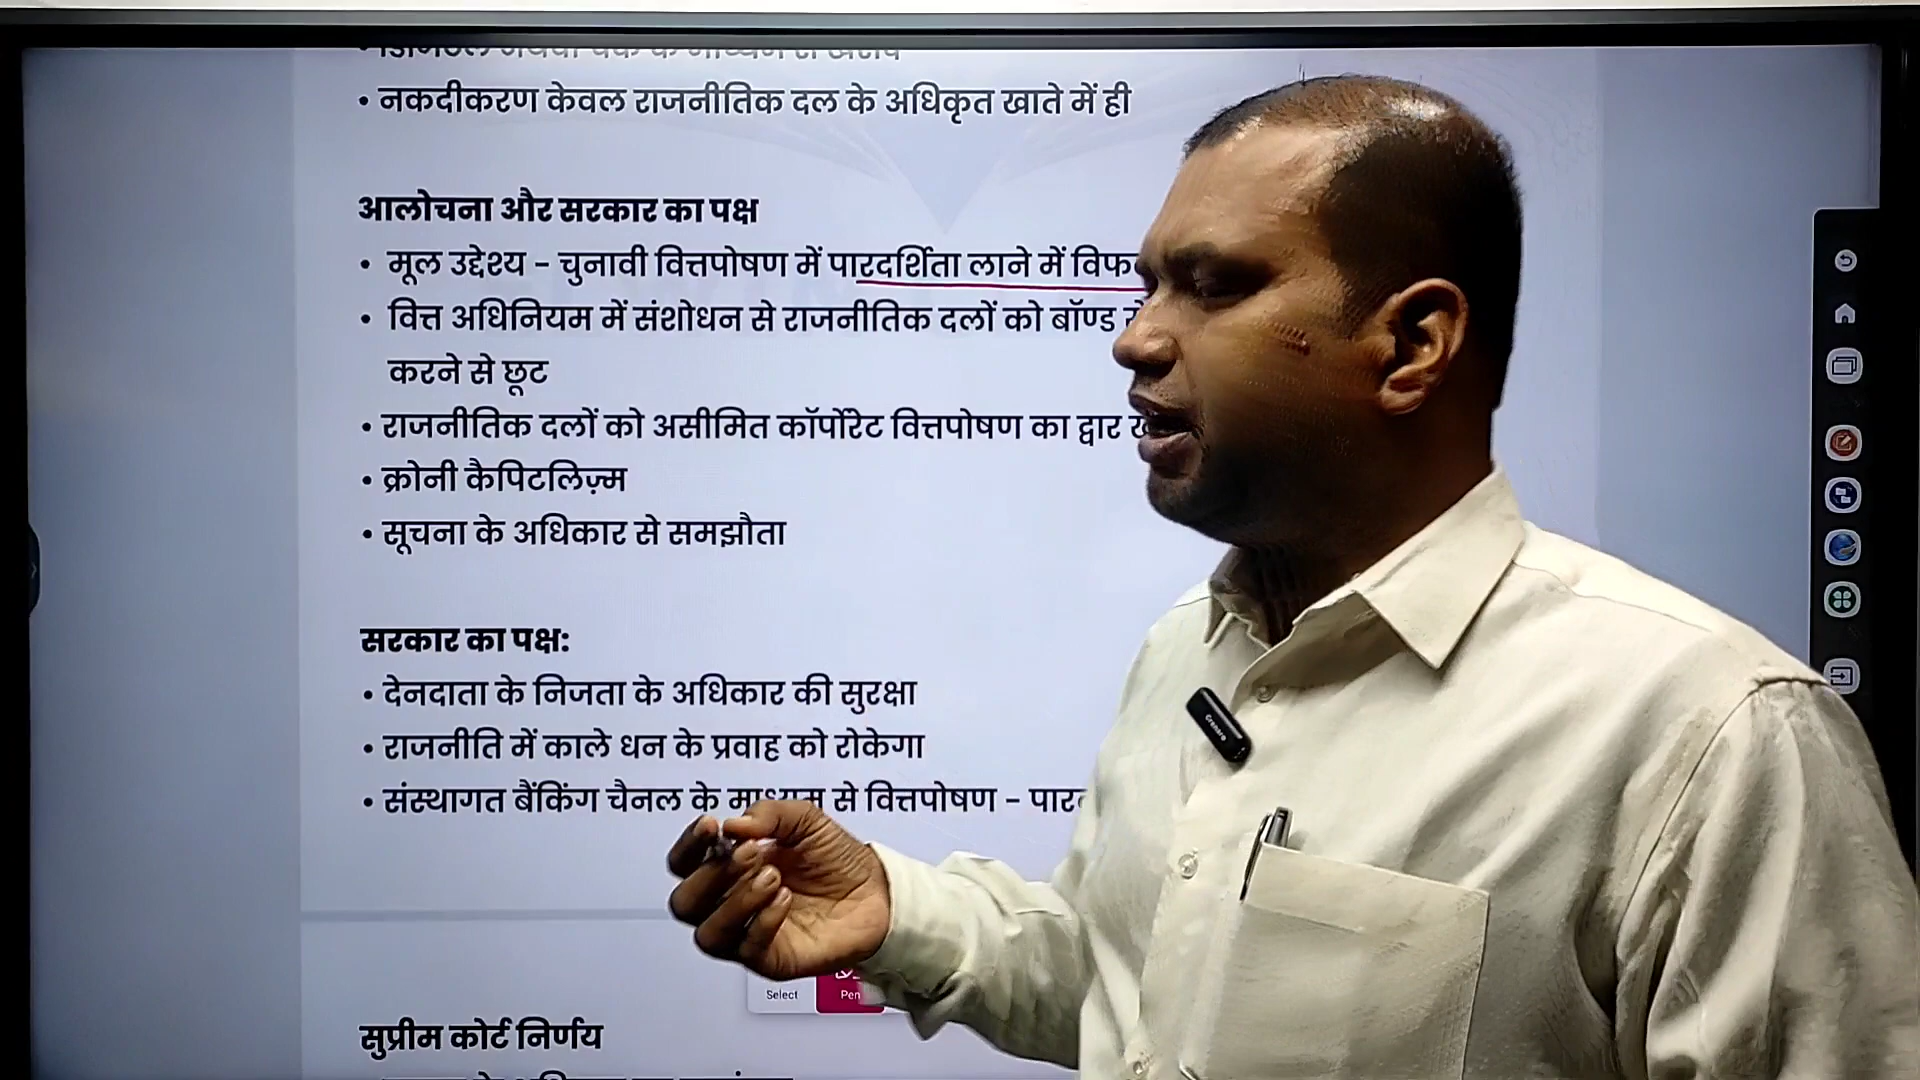 • नकदीकरण केवल राजनीतिक दल के अधिकृत खाते में ही
आलोचना और सरकार का पक्ष
• मूल उद्देश्य - चुनावी वित्तपोषण में पारदर्शिता लाने में
• वित्त अधिनियम में संशोधन से राजनीतिक दलों को बॉण्ड
करने से छूट
• राजनीतिक दलों को असीमित कॉर्पोरेट वित्तपोषण का द्वार
• क्रोनी कैपिटलिज़्म
• सूचना के अधिकार से समझौता
सरकार का पक्ष:
• देनदाता के निजता के अधिकार की सुरक्षा
• राजनीति में काले धन के प्रवाह को रोकेगा
• संस्थागत बैंकिंग चैनल के माध्यम से वित्तपोषण -
Select
Pen
सुप्रीम कोर्ट निर्णय